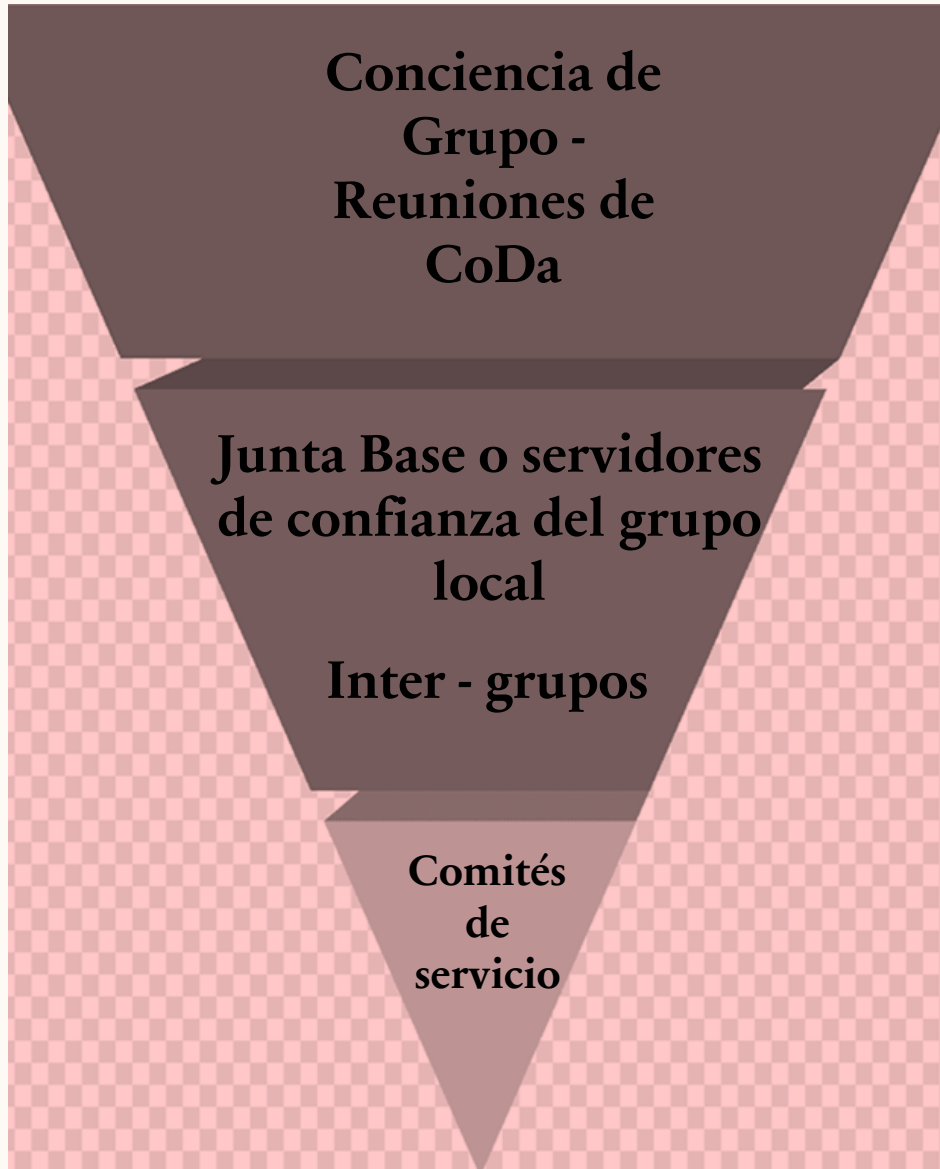 Conciencia de
Grupo -
Reuniones de
CoDa
Junta Base o servidores
de confianza del grupo
local
Inter - grupos
Comités
de
servicio